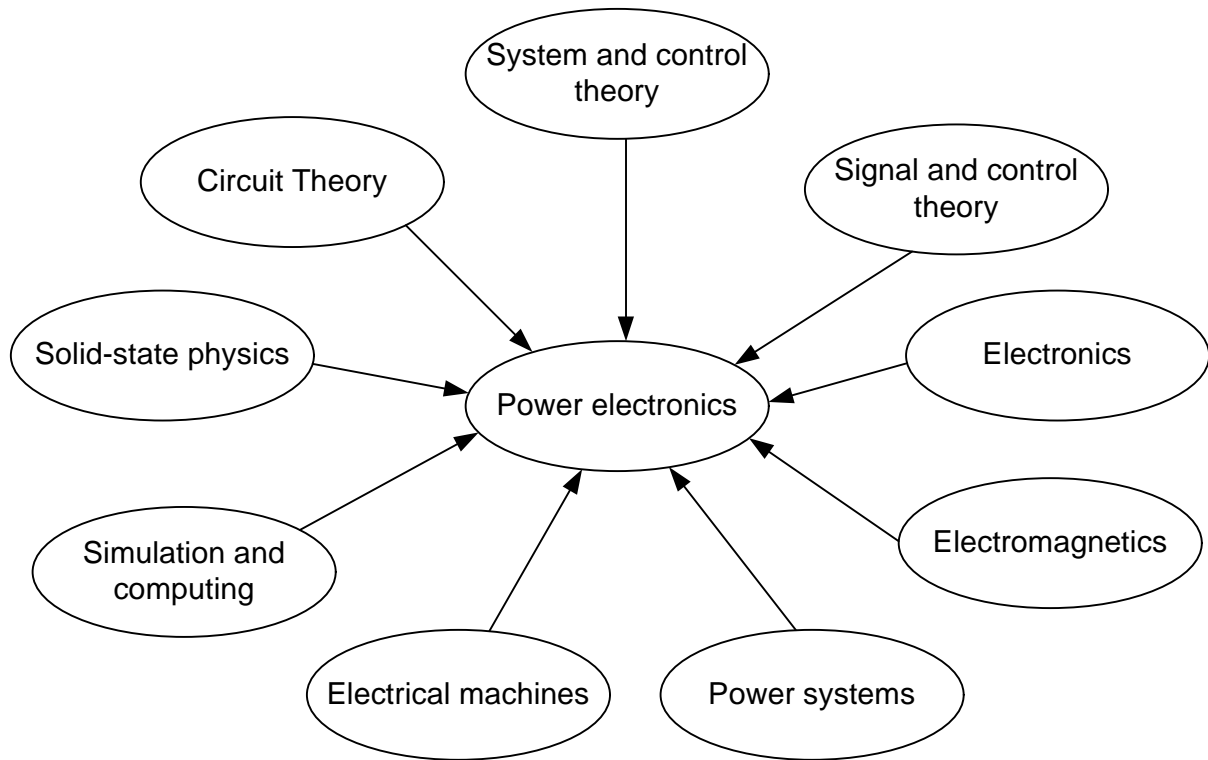 System and control
theory
Circuit Theory
Signal and control
theory
Solid-state physics
Electronics
Power electronics
Simulation and
computing
Electromagnetics
Electrical machines
Power systems